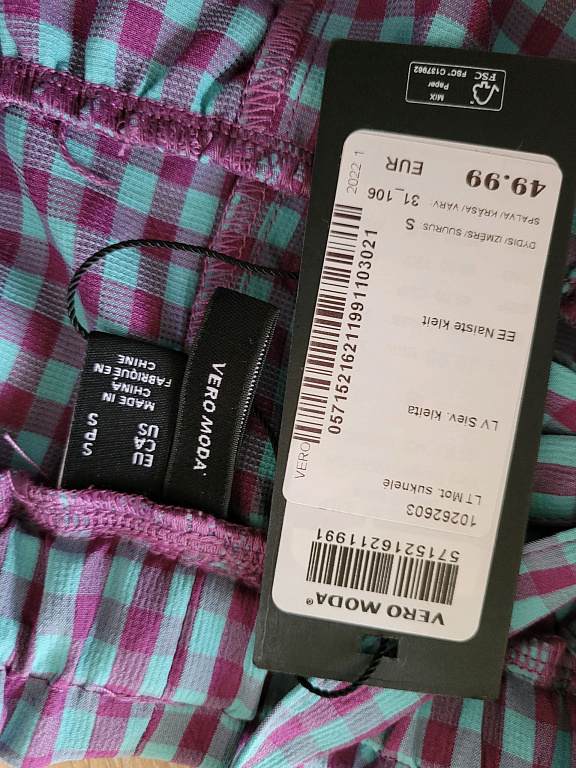 VERO MODA®
5715216211991
10262603
LT Mot. suknelė
LV Siev. kleita
EE Naiste kleit
DYDIS/ IZMĒRS/ SUURUS S
SPALVA/ KRĀSA/ VÄRV 31_106
49.99 EUR
2022 1
05715216211991103021
VERO
MIX
Paper
FSC® C137962
FSC
VERO MODA®
EU S
CA P
US S
MADE IN
CHINA,
FABRIQUÉ EN
CHINE